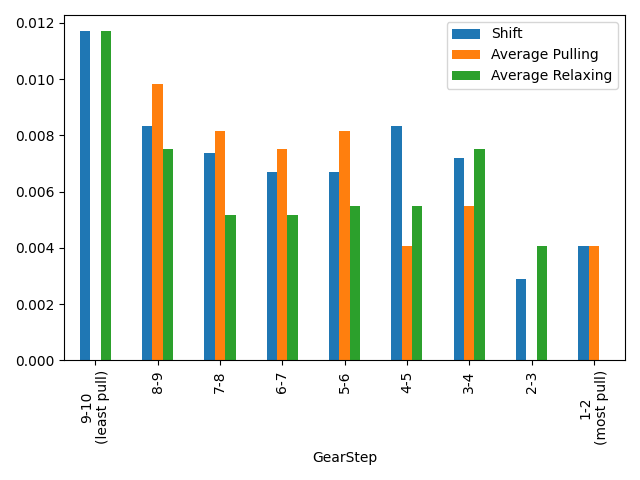 0.012
0.010
0.008
0.006
0.004
0.002
0.000
Shift
Average Pulling
Average Relaxing
9-10
(least pull)
8-9
7-8
6-7
5-6
4-5
3-4
2-3
1-2
(most pull)
GearStep